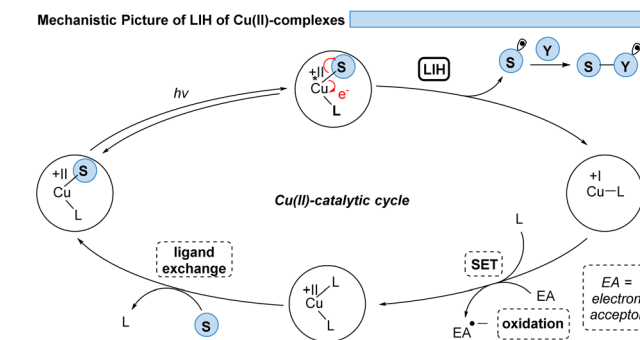 Mechanistic Picture of LIH of Cu(II)-complexes
hν
+II
S
*
Cu
e-
L
LIH
S
Y
S
Y
+I
Cu
L
+II
S
Cu
L
Cu(II)-catalytic cycle
L
SET
EA
EA•−
oxidation
EA =
electron
accepto
+II
L
Cu
L
ligand
exchange
L
S